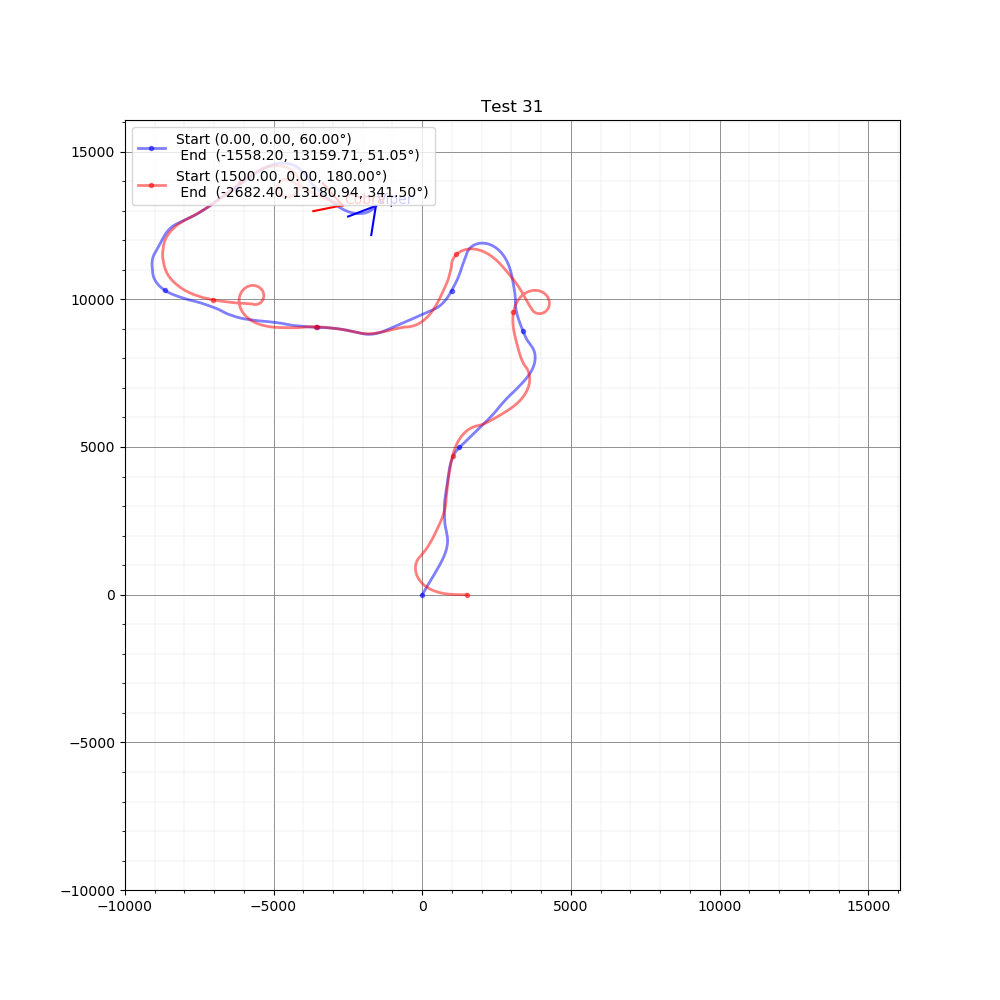 Test 31
Start (0.00, 0.00, 60.00°)
End (-1558.20, 13159.71, 51.05°)
Start (1500.00, 0.00, 180.00°)
End (-2682.40, 13180.94, 341.50°)
15000
10000
5000
0
−5000
−10000
−10000 −5000 0 5000 10000 15000